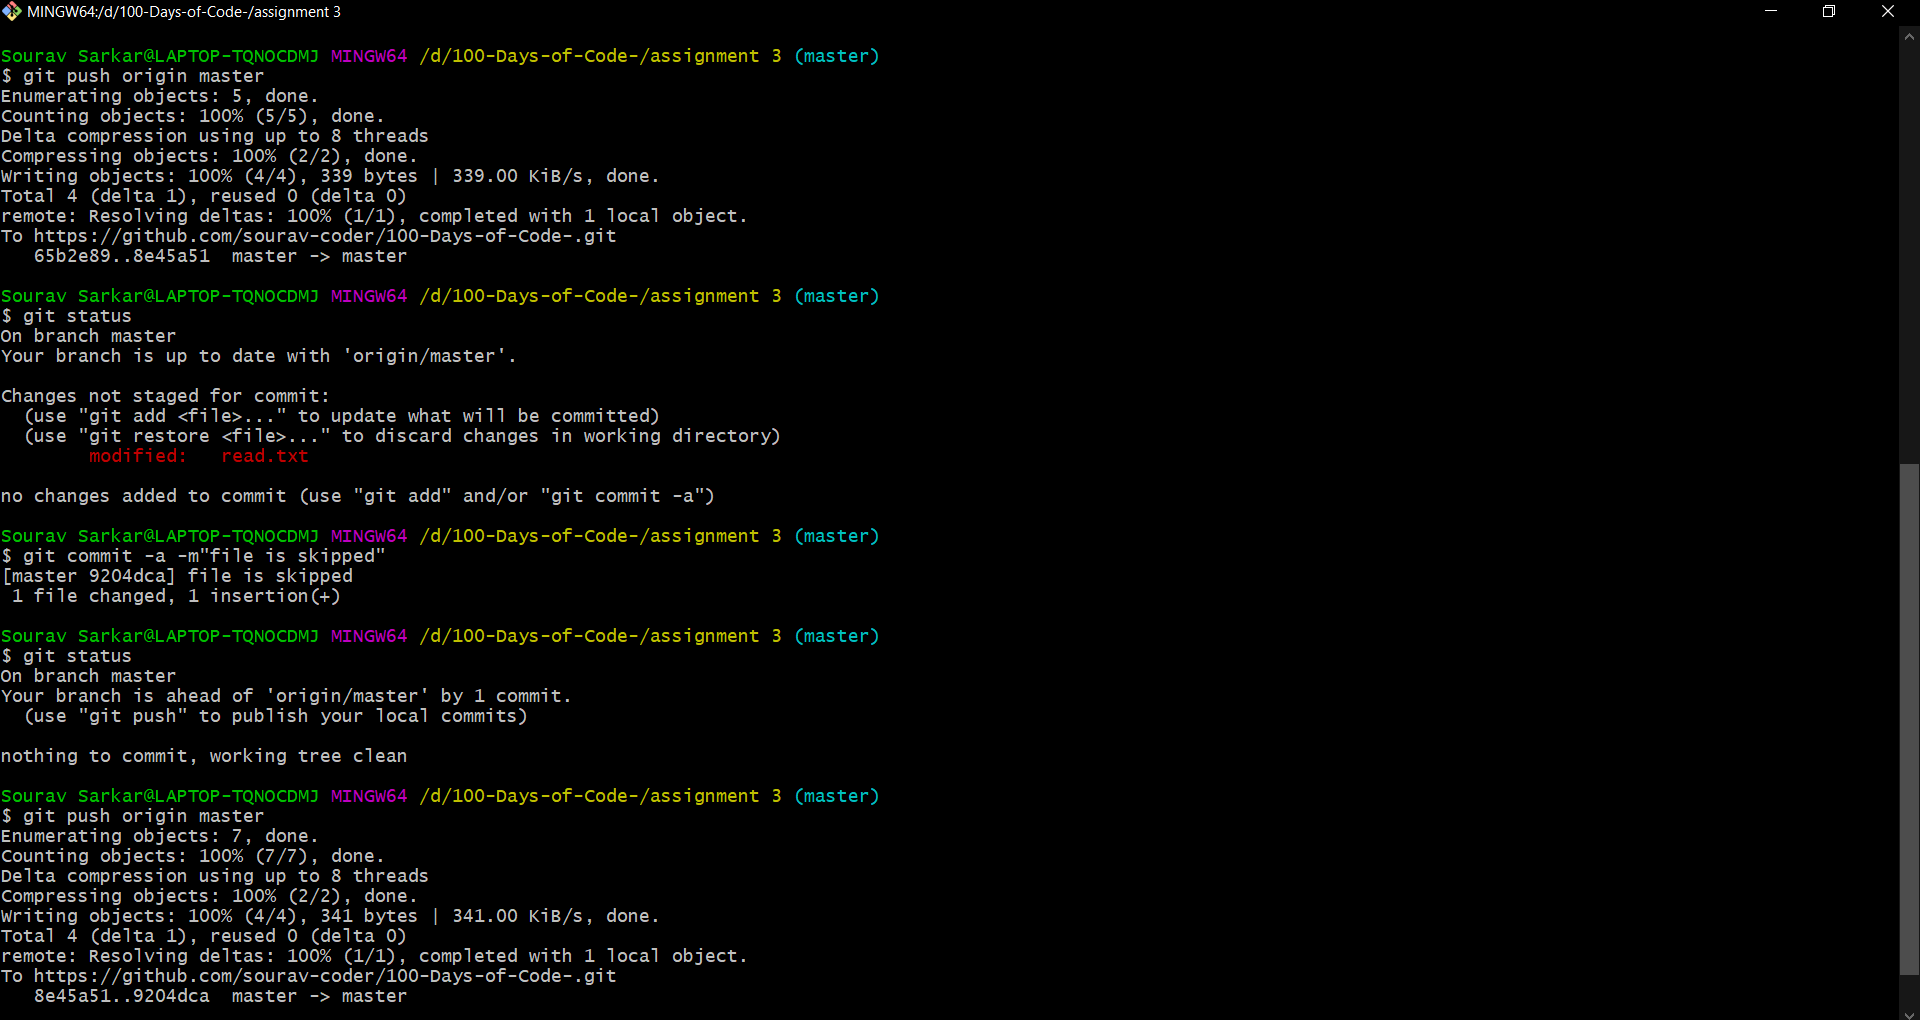 MINGW64:/d/100-Days-of-Code-/assignment 3
Sourav Sarkar@LAPTOP-TQNOCDMJ MINGW64 /d/100-Days-of-Code-/assignment 3 (master)
$ git push origin master
Enumerating objects: 5, done.
Counting objects: 100% (5/5), done.
Delta compression using up to 8 threads
Compressing objects: 100% (2/2), done.
Writing objects: 100% (4/4), 339 bytes | 339.00 KiB/s, done.
Total 4 (delta 1), reused 0 (delta 0)
remote: Resolving deltas: 100% (1/1), completed with 1 local object.
To https://github.com/sourav-coder/100-Days-of-Code-.git
   65b2e89..8e45a51  master -> master
Sourav Sarkar@LAPTOP-TQNOCDMJ MINGW64 /d/100-Days-of-Code-/assignment 3 (master)
$ git status
On branch master
Your branch is up to date with 'origin/master'.
Changes not staged for commit:
  (use "git add <file>..." to update what will be committed)
  (use "git restore <file>..." to discard changes in working directory)
        modified:   read.txt
no changes added to commit (use "git add" and/or "git commit -a")
Sourav Sarkar@LAPTOP-TQNOCDMJ MINGW64 /d/100-Days-of-Code-/assignment 3 (master)
$ git commit -a -m"file is skipped"
[master 9204dca] file is skipped
 1 file changed, 1 insertion(+)
Sourav Sarkar@LAPTOP-TQNOCDMJ MINGW64 /d/100-Days-of-Code-/assignment 3 (master)
$ git status
On branch master
Your branch is ahead of 'origin/master' by 1 commit.
  (use "git push" to publish your local commits)
nothing to commit, working tree clean
Sourav Sarkar@LAPTOP-TQNOCDMJ MINGW64 /d/100-Days-of-Code-/assignment 3 (master)
$ git push origin master
Enumerating objects: 7, done.
Counting objects: 100% (7/7), done.
Delta compression using up to 8 threads
Compressing objects: 100% (2/2), done.
Writing objects: 100% (4/4), 341 bytes | 341.00 KiB/s, done.
Total 4 (delta 1), reused 0 (delta 0)
remote: Resolving deltas: 100% (1/1), completed with 1 local object.
To https://github.com/sourav-coder/100-Days-of-Code-.git
   8e45a51..9204dca  master -> master